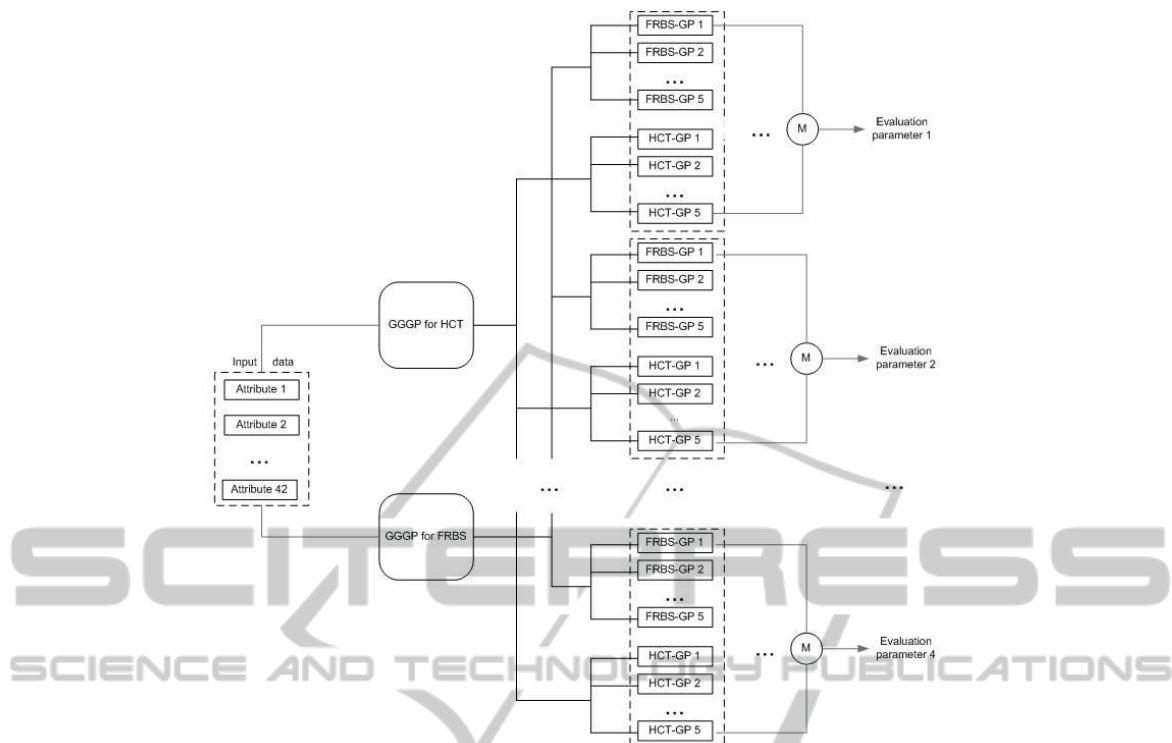 FRBS-GP 1
FRBS-GP 2
...
FRBS-GP 5
HCT-GP 1
HCT-GP 2
...
HCT-GP 5
...
M
Evaluation
parameter 1
FRBS-GP 1
FRBS-GP 2
...
FRBS-GP 5
HCT-GP 1
HCT-GP 2
...
HCT-GP 5
...
M
Evaluation
parameter 2
GGGP for HCT
Input data
Attribute 1
Attribute 2
...
Attribute 42
GGGP for FRBS
...
...
...
FRBS-GP 1
FRBS-GP 2
...
FRBS-GP 5
HCT-GP 1
HCT-GP 2
...
HCT-GP 5
...
M
Evaluation
parameter 4
SCITEPRESS
SCIENCE AND TECHNOLOGY PUBLICATIONS